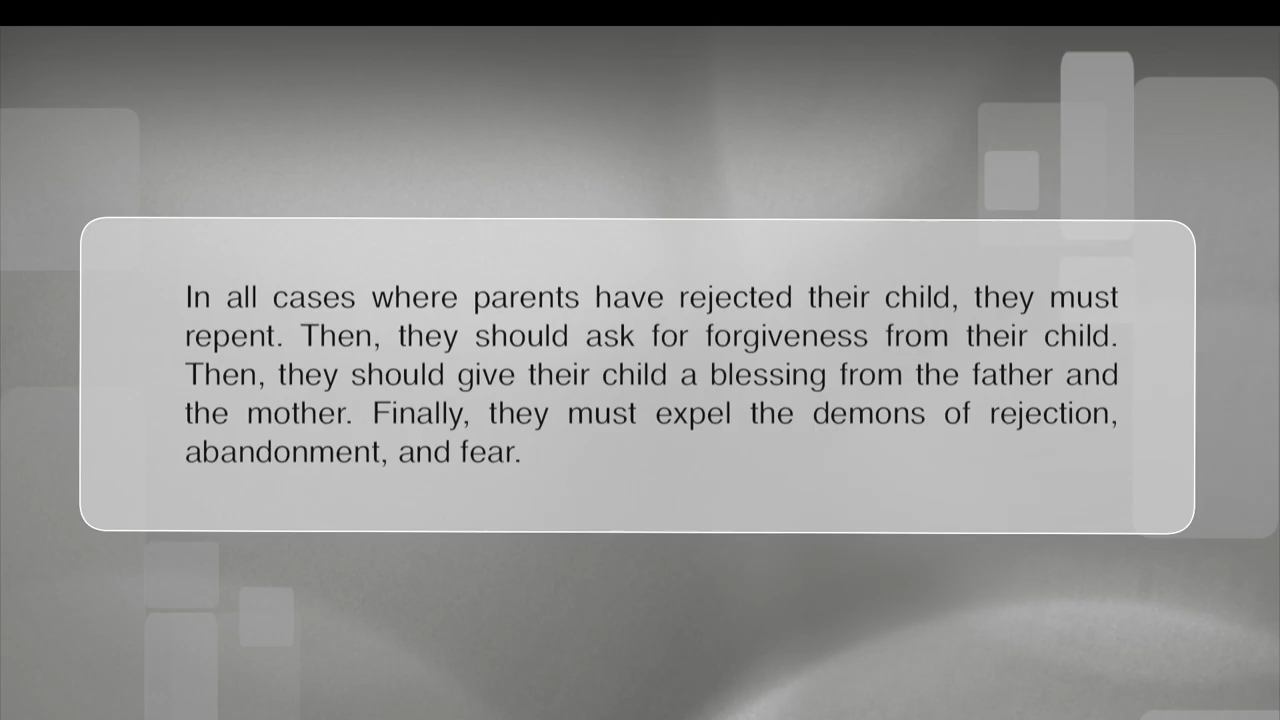 In all cases where parents have rejected their child, they must
repent. Then, they should ask for forgiveness from their child.
Then, they should give their child a blessing from the father and
the mother. Finally, they must expel the demons of rejection,
abandonment, and fear.